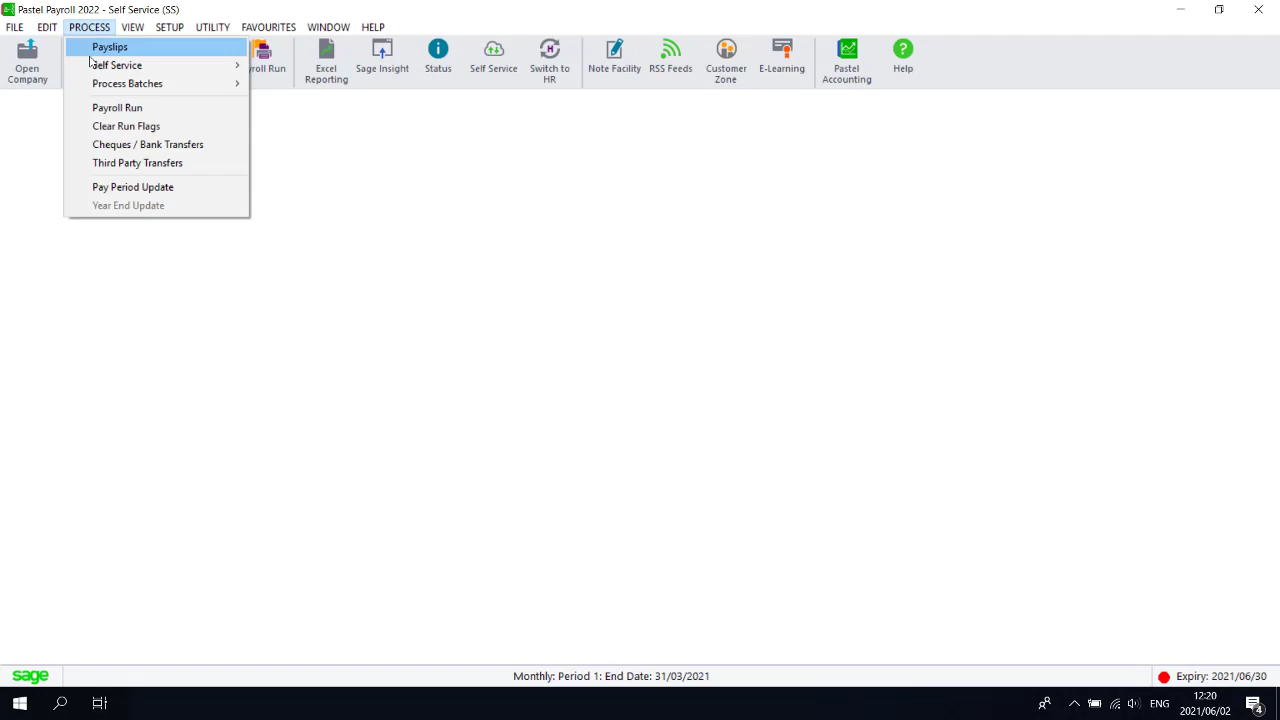 Pastel Payroll 2022 - Self Service (SS)
FILE EDIT PROCESS VIEW SETUP UTILITY FAVOURITES WINDOW HELP
Open Company
roll Run
Excel Reporting
Sage Insight
Status
Self Service
Switch to HR
Note Facility
RSS Feeds
Customer Zone
E-Learning
Pastel Accounting
Help
Payslips
Self Service
Process Batches
Payroll Run
Clear Run Flags
Cheques / Bank Transfers
Third Party Transfers
Pay Period Update
Year End Update
sage
Monthly: Period 1: End Date: 31/03/2021
Expiry: 2021/06/30
ENG
12:20
2021/06/02
4